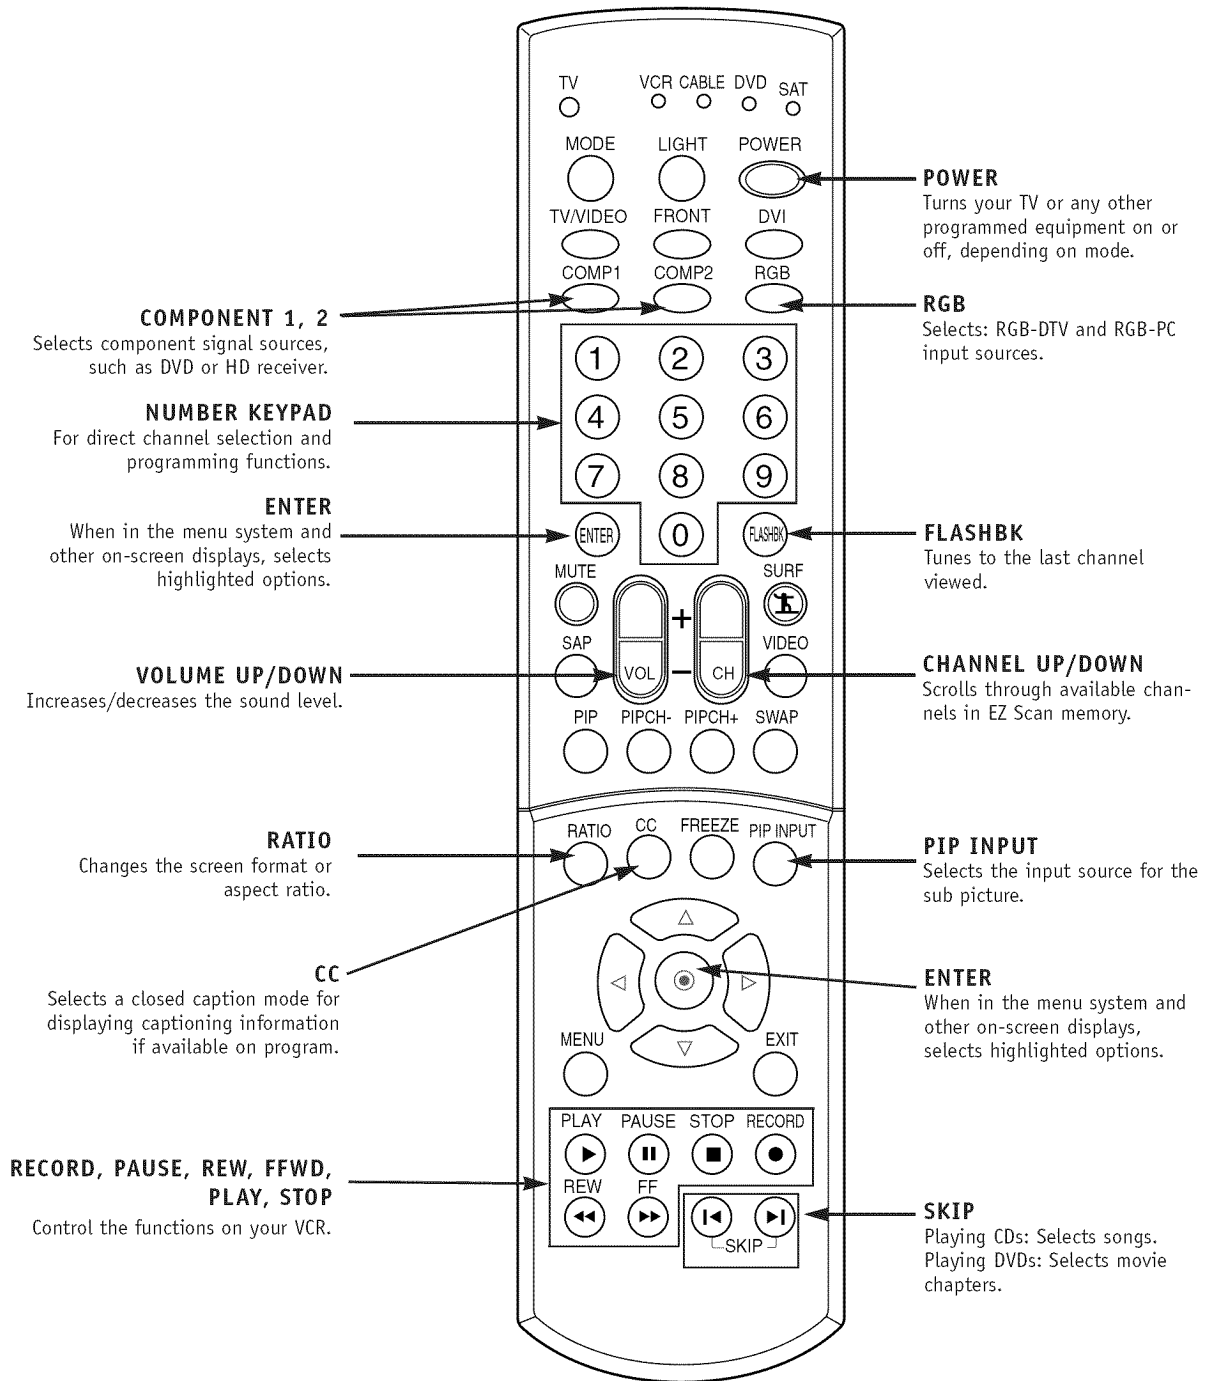 TV
VCR CABLE DVD SAT
MODE LIGHT POWER
TV/VIDEO FRONT DVI
COMP1 COMP2 RGB
1 2 3
4 5 6
7 8 9
ENTER 0 FLASHBK
MUTE SURF
+
SAP VIDEO
VOL – CH
PIP PIPCH- PIPCH+ SWAP
RATIO CC FREEZE PIP INPUT
MENU EXIT
PLAY PAUSE STOP RECORD
REW FF
SKIP
COMPONENT 1, 2
Selects component signal sources,
such as DVD or HD receiver.
NUMBER KEYPAD
For direct channel selection and
programming functions.
ENTER
When in the menu system and
other on-screen displays, selects
highlighted options.
VOLUME UP/DOWN
Increases/decreases the sound level.
RATIO
Changes the screen format or
aspect ratio.
CC
Selects a closed caption mode for
displaying captioning information
if available on program.
RECORD, PAUSE, REW, FFWD,
PLAY, STOP
Control the functions on your VCR.
POWER
Turns your TV or any other
programmed equipment on or
off, depending on mode.
RGB
Selects: RGB-DTV and RGB-PC
input sources.
FLASHBK
Tunes to the last channel
viewed.
CHANNEL UP/DOWN
Scrolls through available chan-
nels in EZ Scan memory.
PIP INPUT
Selects the input source for the
sub picture.
ENTER
When in the menu system and
other on-screen displays,
selects highlighted options.
SKIP
Playing CDs: Selects songs.
Playing DVDs: Selects movie
chapters.